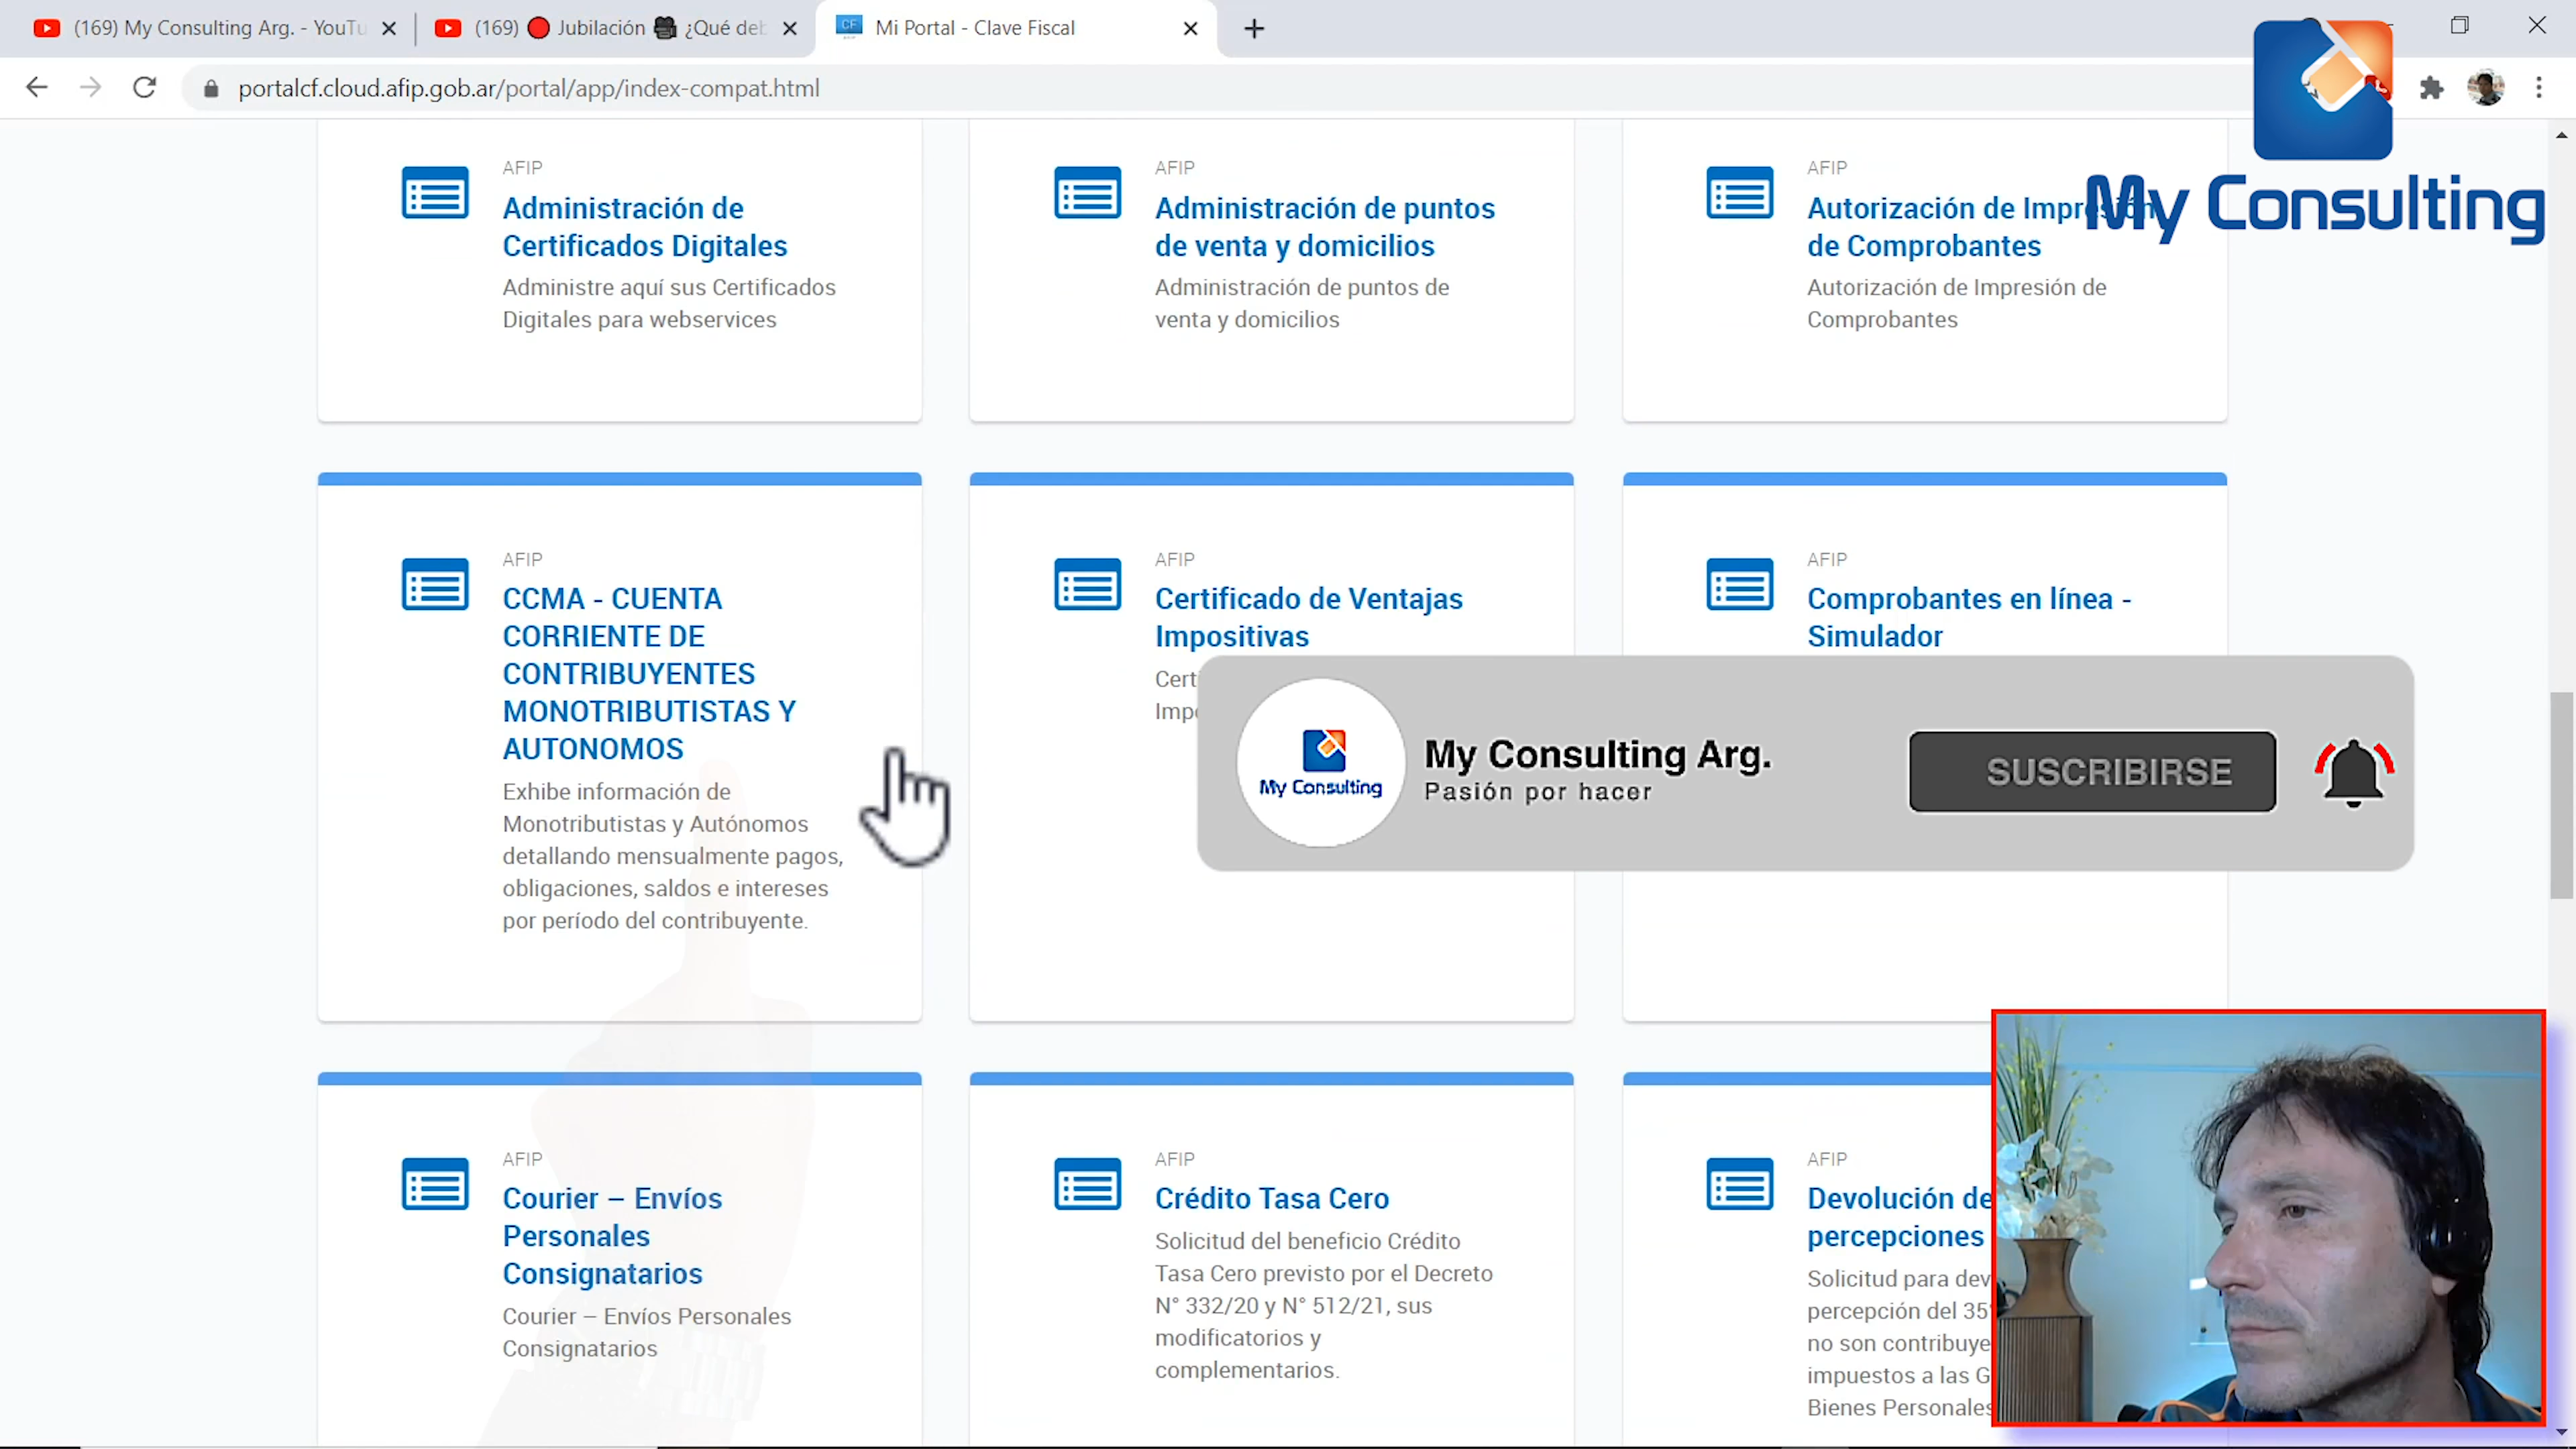 (169) My Consulting Arg. - YouTu
(169) 🔴 Jubilación 🎥 ¿Qué deb
Mi Portal - Clave Fiscal
portalcf.cloud.afip.gob.ar/portal/app/index-compat.html
My Consulting
AFIP
Administración de
Certificados Digitales
Administre aquí sus Certificados
Digitales para webservices
AFIP
Administración de puntos
de venta y domicilios
Administración de puntos de
venta y domicilios
AFIP
Autorización de Impresión
de Comprobantes
Autorización de Impresión de
Comprobantes
AFIP
CCMA - CUENTA
CORRIENTE DE
CONTRIBUYENTES
MONOTRIBUTISTAS Y
AUTONOMOS
Exhibe información de
Monotributistas y Autónomos
detallando mensualmente pagos,
obligaciones, saldos e intereses
por período del contribuyente.
AFIP
Certificado de Ventajas
Impositivas
Cert
Impo
AFIP
Comprobantes en línea -
Simulador
My Consulting
My Consulting Arg.
Pasión por hacer
SUSCRIBIRSE
AFIP
Courier – Envíos
Personales
Consignatarios
Courier – Envíos Personales
Consignatarios
AFIP
Crédito Tasa Cero
Solicitud del beneficio Crédito
Tasa Cero previsto por el Decreto
N° 332/20 y N° 512/21, sus
modificatorios y
complementarios.
AFIP
Devolución de
percepciones
Solicitud para dev
percepción del 35
no son contribuye
impuestos a las G
Bienes Personales